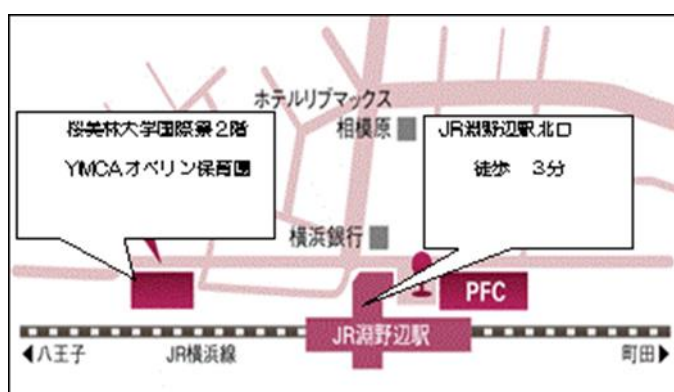 ホテルリブマックス
相模原
桜美林大学国際寮2階
YMCAオベリン保育園
JR淵野辺駅北口
徒歩 3分
横浜銀行
PFC
JR淵野辺駅
八王子
JR横浜線
町田